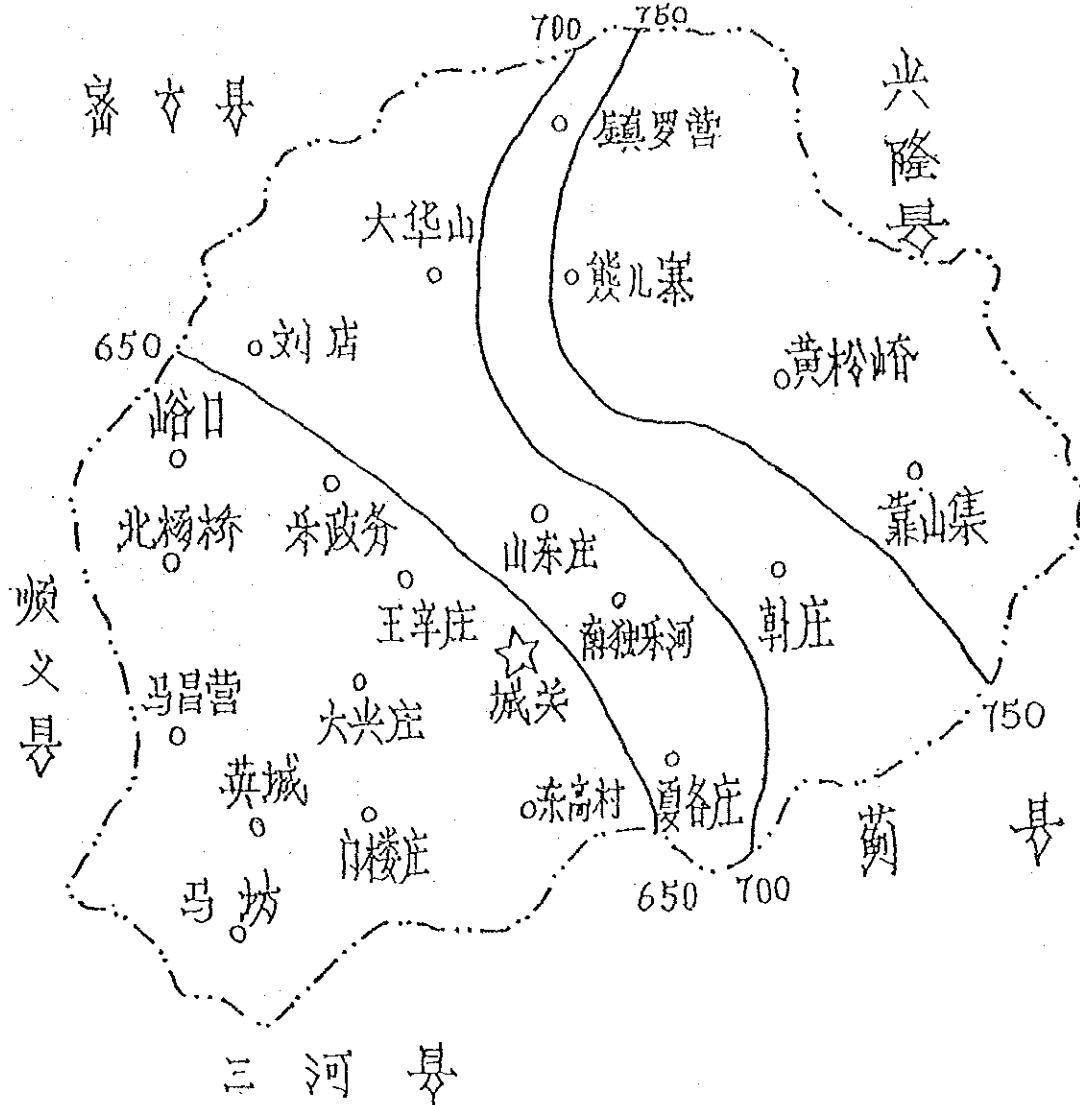 700
750
密云县
兴隆县
镇罗营
大华山
熊儿寨
650
刘店
黄松峪
峪口
靠山集
北杨桥
乐政务
山东庄
顺义县
王辛庄
南独乐河
韩庄
马昌营
大兴庄
城关
750
英城
东高村
夏各庄
蓟县
门楼庄
马坊
650
700
三河县